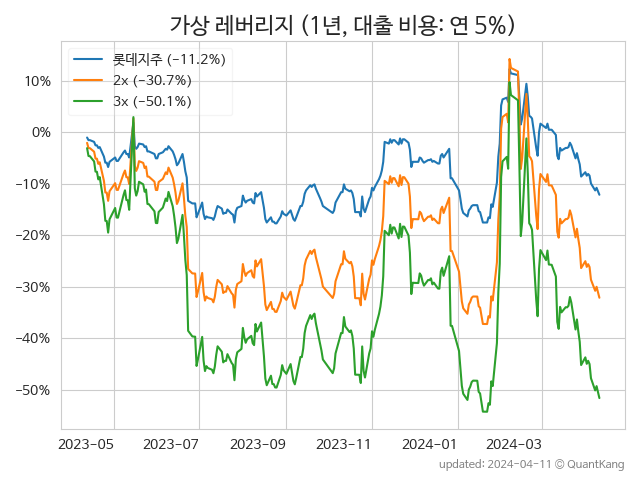 가상 레버리지 (1년, 대출 비용: 연 5%)
롯데지주 (−11.2%)
2x (−30.7%)
3x (−50.1%)
10%
0%
−10%
−20%
−30%
−40%
−50%
2023-05 2023-07 2023-09 2023-11 2024-01 2024-03
updated: 2024-04-11 © QuantKang